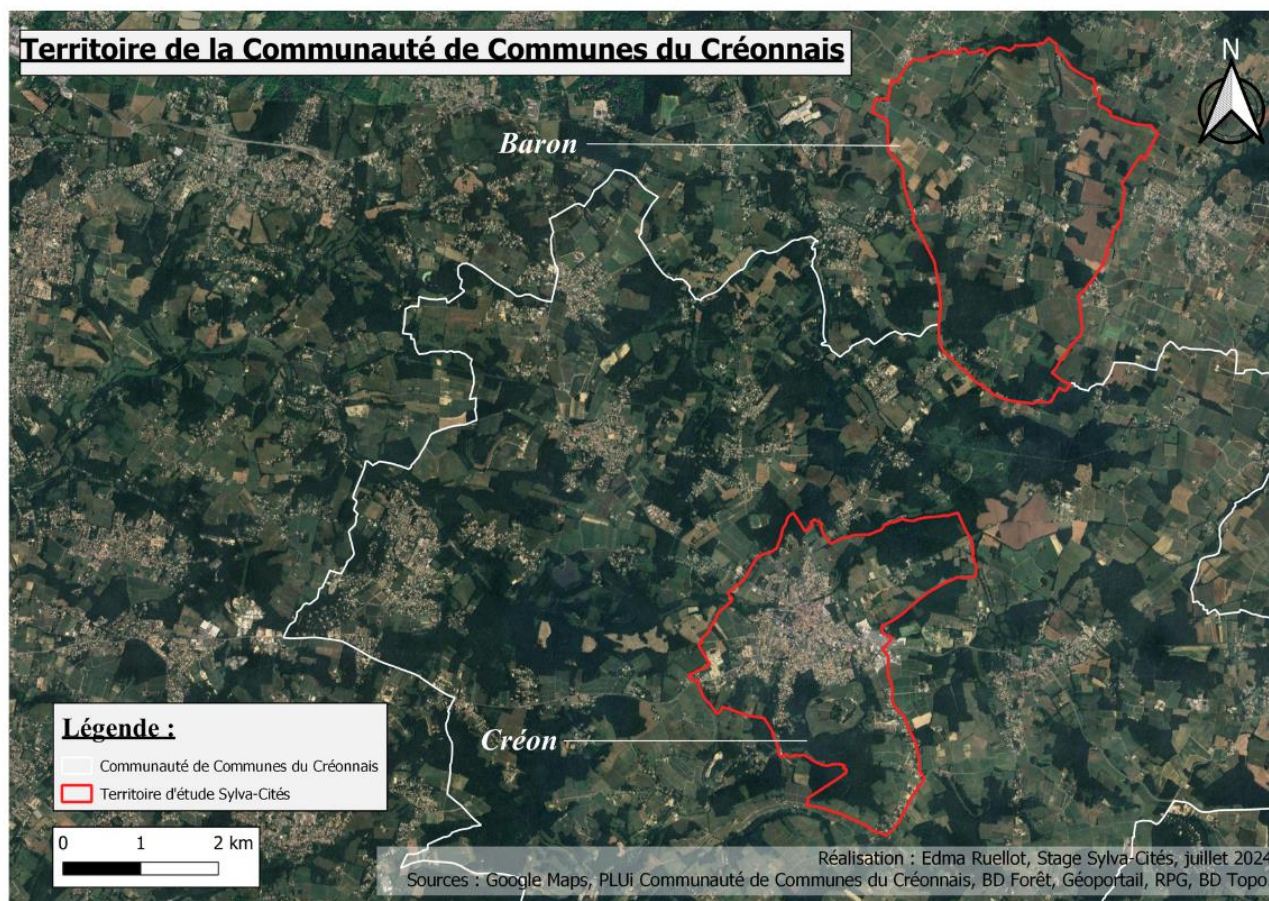 Territoire de la Communauté de Communes du Créonnais
N
Baron
Créon
Légende :
Communauté de Communes du Créonnais
Territoire d'étude Sylva-Cités
0 1 2 km
Réalisation : Edma Ruellot, Stage Sylva-Cités, juillet 2024
Sources : Google Maps, PLUi Communauté de Communes du Créonnais, BD Forêt, Géoportail, RPG, BD Topo